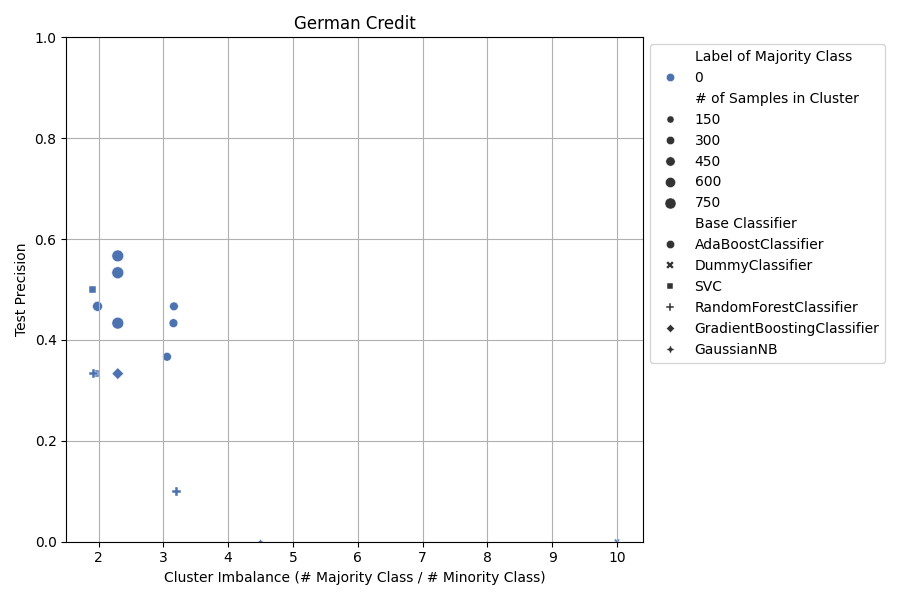 German Credit
1.0
0.8
0.6
0.4
0.2
0.0
Test Precision
2 3 4 5 6 7 8 9 10
Cluster Imbalance (# Majority Class / # Minority Class)
Label of Majority Class
0
# of Samples in Cluster
150
300
450
600
750
Base Classifier
AdaBoostClassifier
DummyClassifier
SVC
RandomForestClassifier
GradientBoostingClassifier
GaussianNB